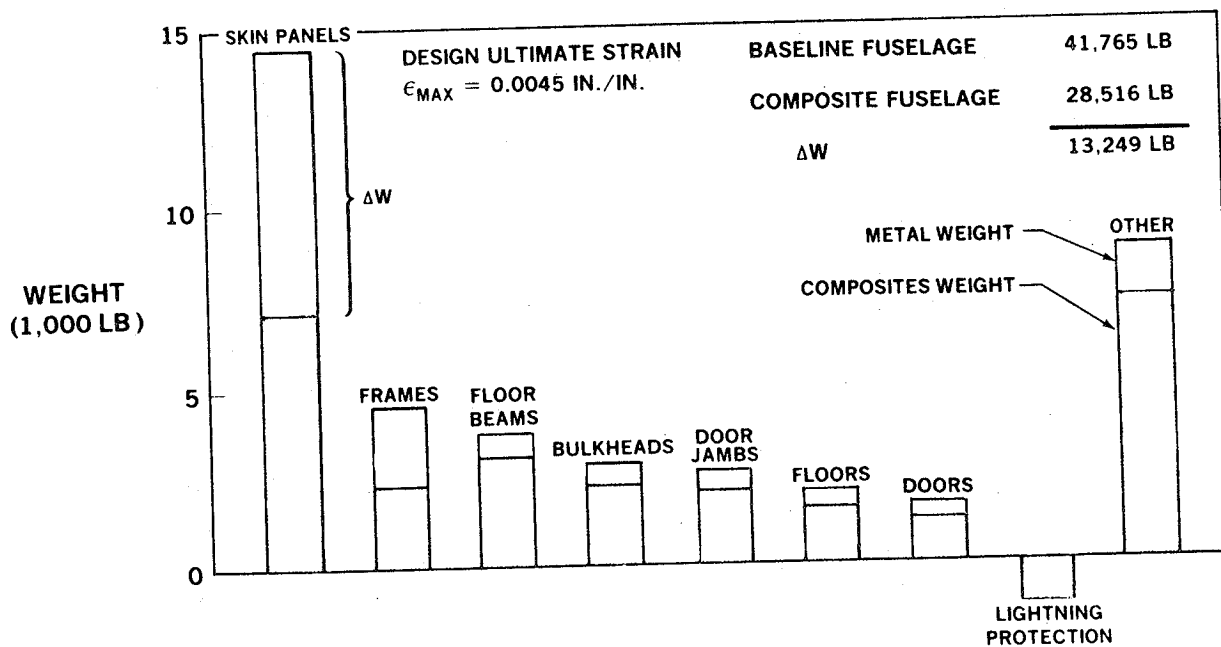 15
SKIN PANELS
DESIGN ULTIMATE STRAIN
ϵMAX = 0.0045 IN./IN.
BASELINE FUSELAGE 41,765 LB
COMPOSITE FUSELAGE 28,516 LB
ΔW 13,249 LB
ΔW
10
METAL WEIGHT
OTHER
COMPOSITES WEIGHT
WEIGHT
(1,000 LB)
5
FRAMES
FLOOR
BEAMS
BULKHEADS
DOOR
JAMBS
FLOORS
DOORS
0
LIGHTNING
PROTECTION